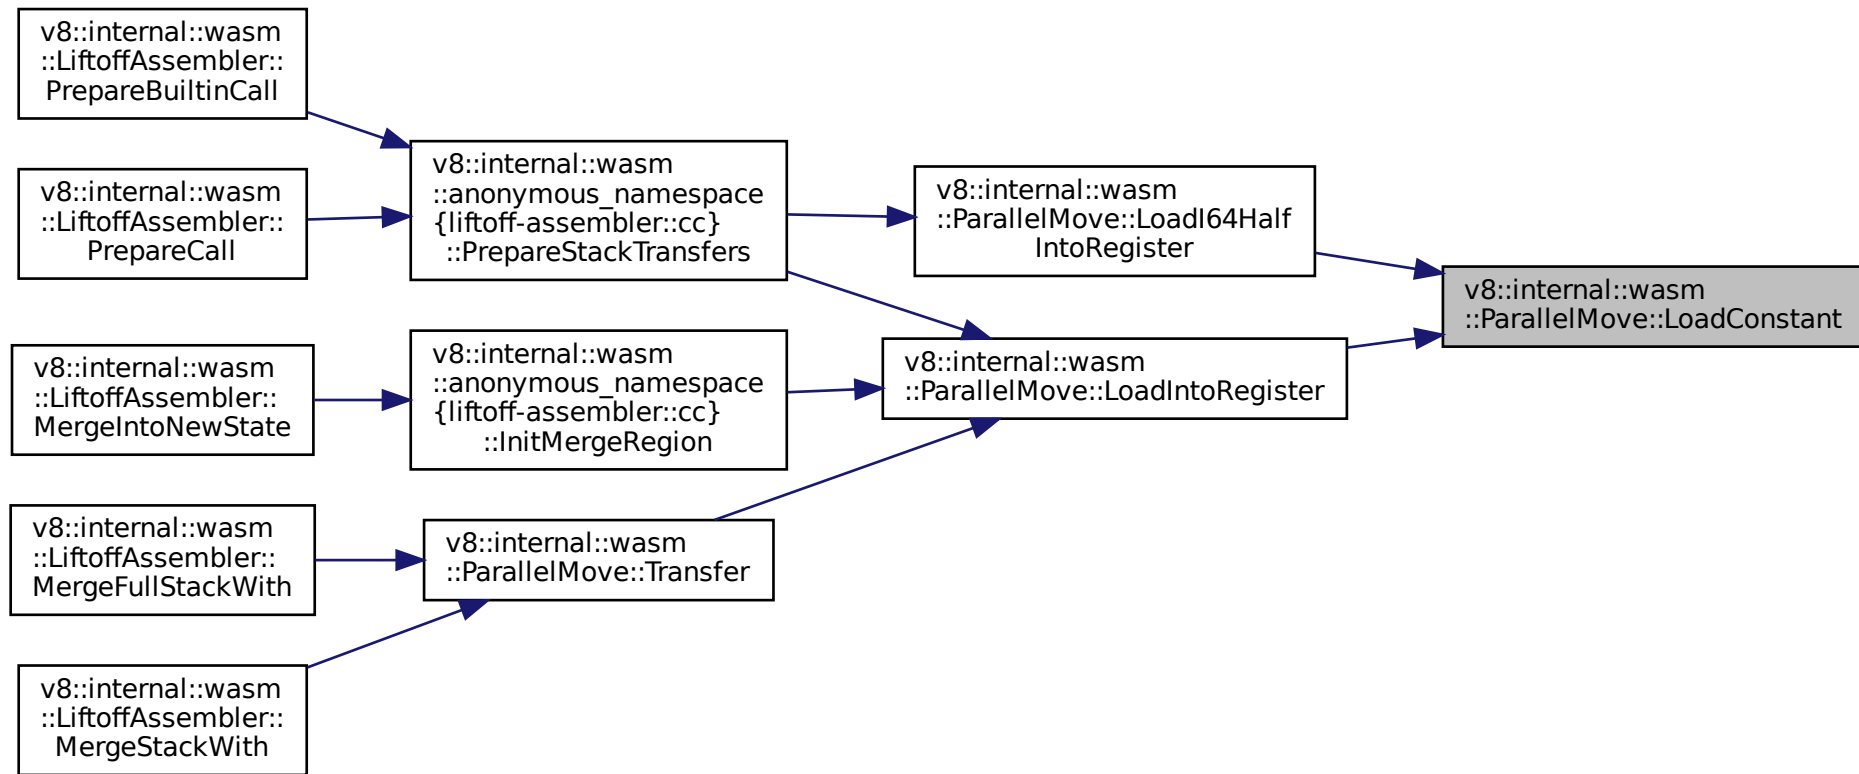 v8::internal::wasm
::LiftoffAssembler::
PrepareBuiltinCall
v8::internal::wasm
::LiftoffAssembler::
PrepareCall
v8::internal::wasm
::LiftoffAssembler::
MergeIntoNewState
v8::internal::wasm
::LiftoffAssembler::
MergeFullStackWith
v8::internal::wasm
::LiftoffAssembler::
MergeStackWith
v8::internal::wasm
::anonymous_namespace
{liftoff-assembler::cc}
::PrepareStackTransfers
v8::internal::wasm
::anonymous_namespace
{liftoff-assembler::cc}
::InitMergeRegion
v8::internal::wasm
::ParallelMove::Transfer
v8::internal::wasm
::ParallelMove::LoadI64Half
IntoRegister
v8::internal::wasm
::ParallelMove::LoadIntoRegister
v8::internal::wasm
::ParallelMove::LoadConstant